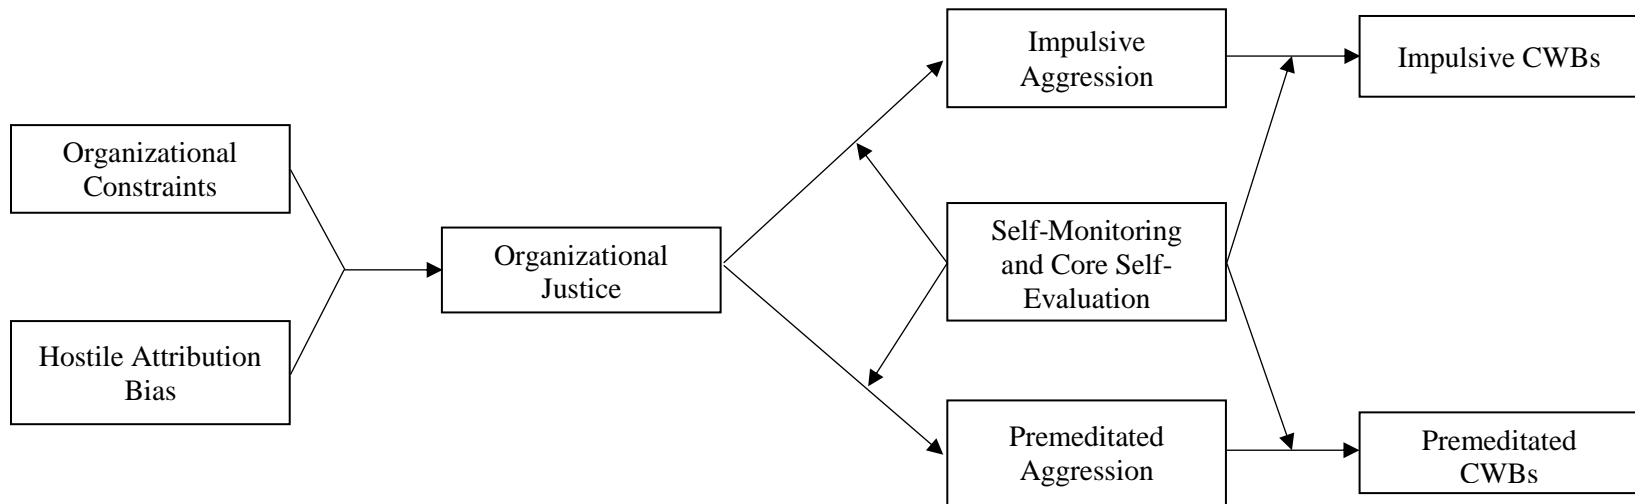 Organizational
Constraints
Hostile Attribution
Bias
Organizational
Justice
Impulsive
Aggression
Self-Monitoring
and Core Self-
Evaluation
Premeditated
Aggression
Impulsive CWBs
Premeditated
CWBs